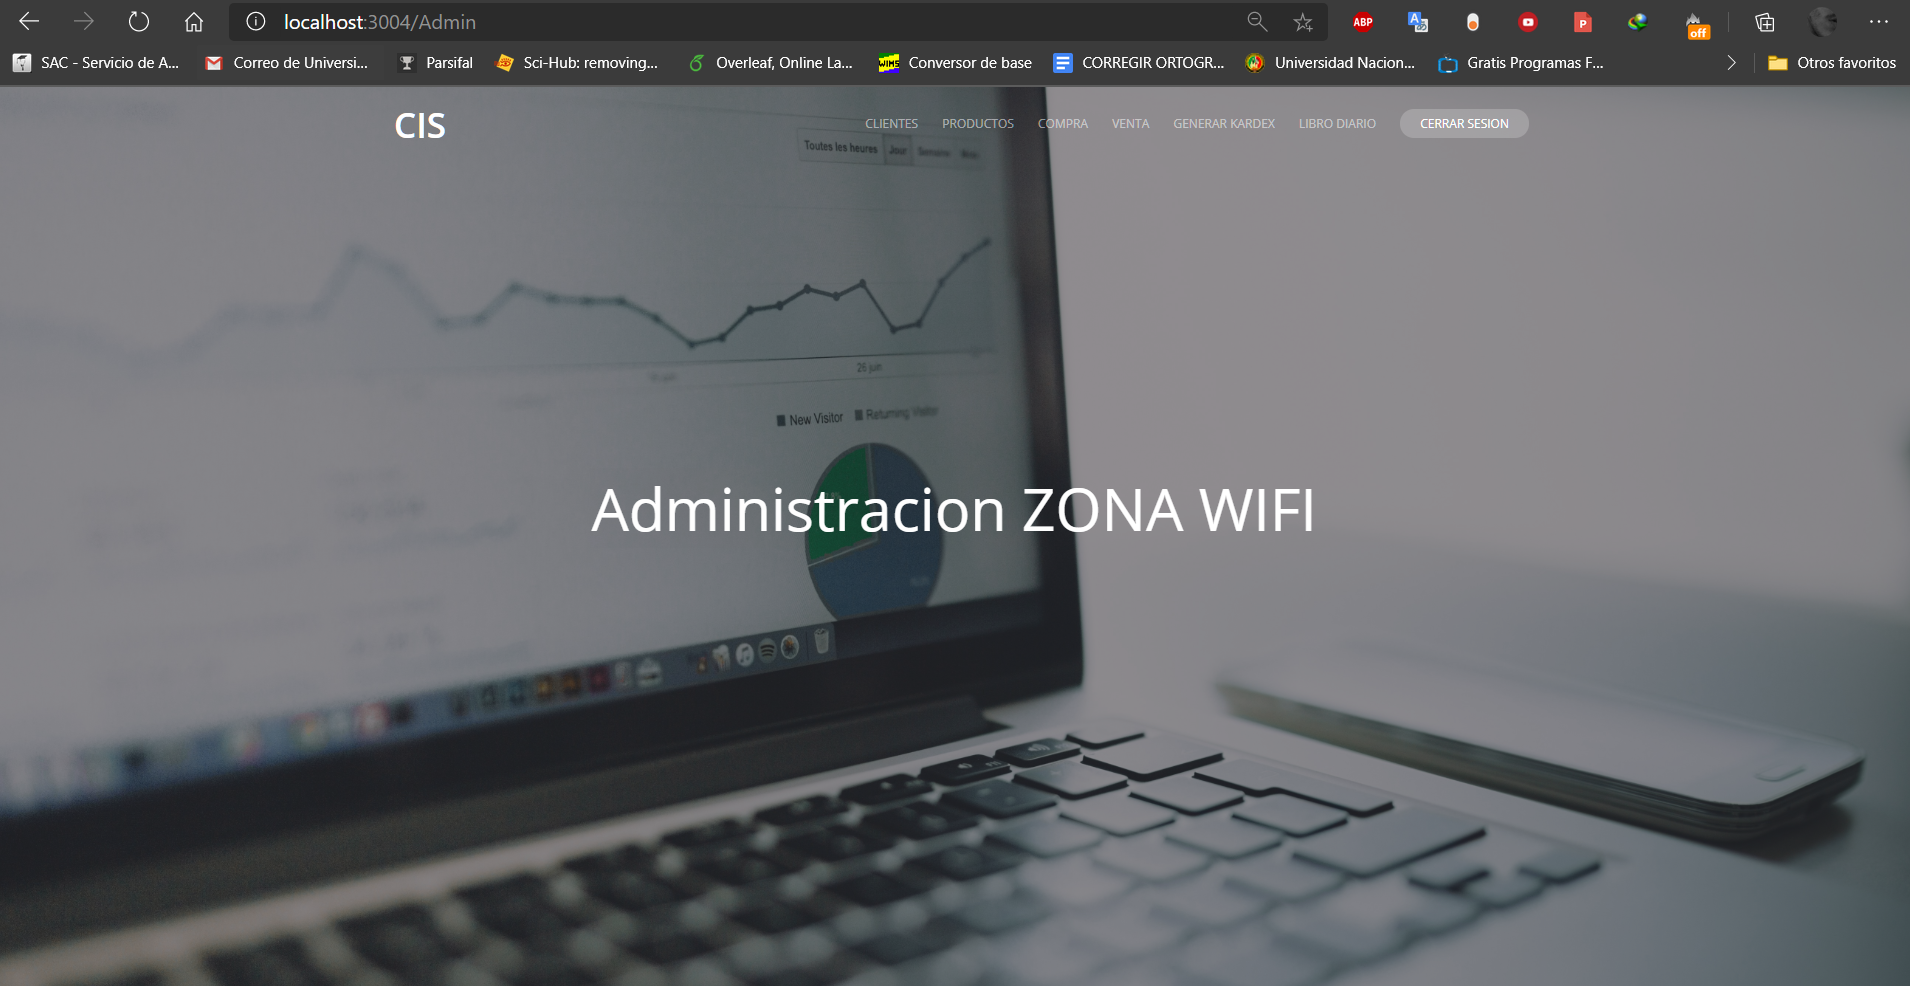 localhost:3004/Admin
ABP
off
SAC - Servicio de A...
Correo de Universi...
Parsifal
Sci-Hub: removing...
Overleaf, Online La...
WIMS
Conversor de base
CORREGIR ORTOGR...
Universidad Nacion...
Gratis Programas F...
Otros favoritos
CIS
CLIENTES
PRODUCTOS
COMPRA
VENTA
GENERAR KARDEX
LIBRO DIARIO
CERRAR SESION
Toutes les heures
Jour
Semaine
26 juin
New Visitor
Returning Visitor
Administracion ZONA WIFI